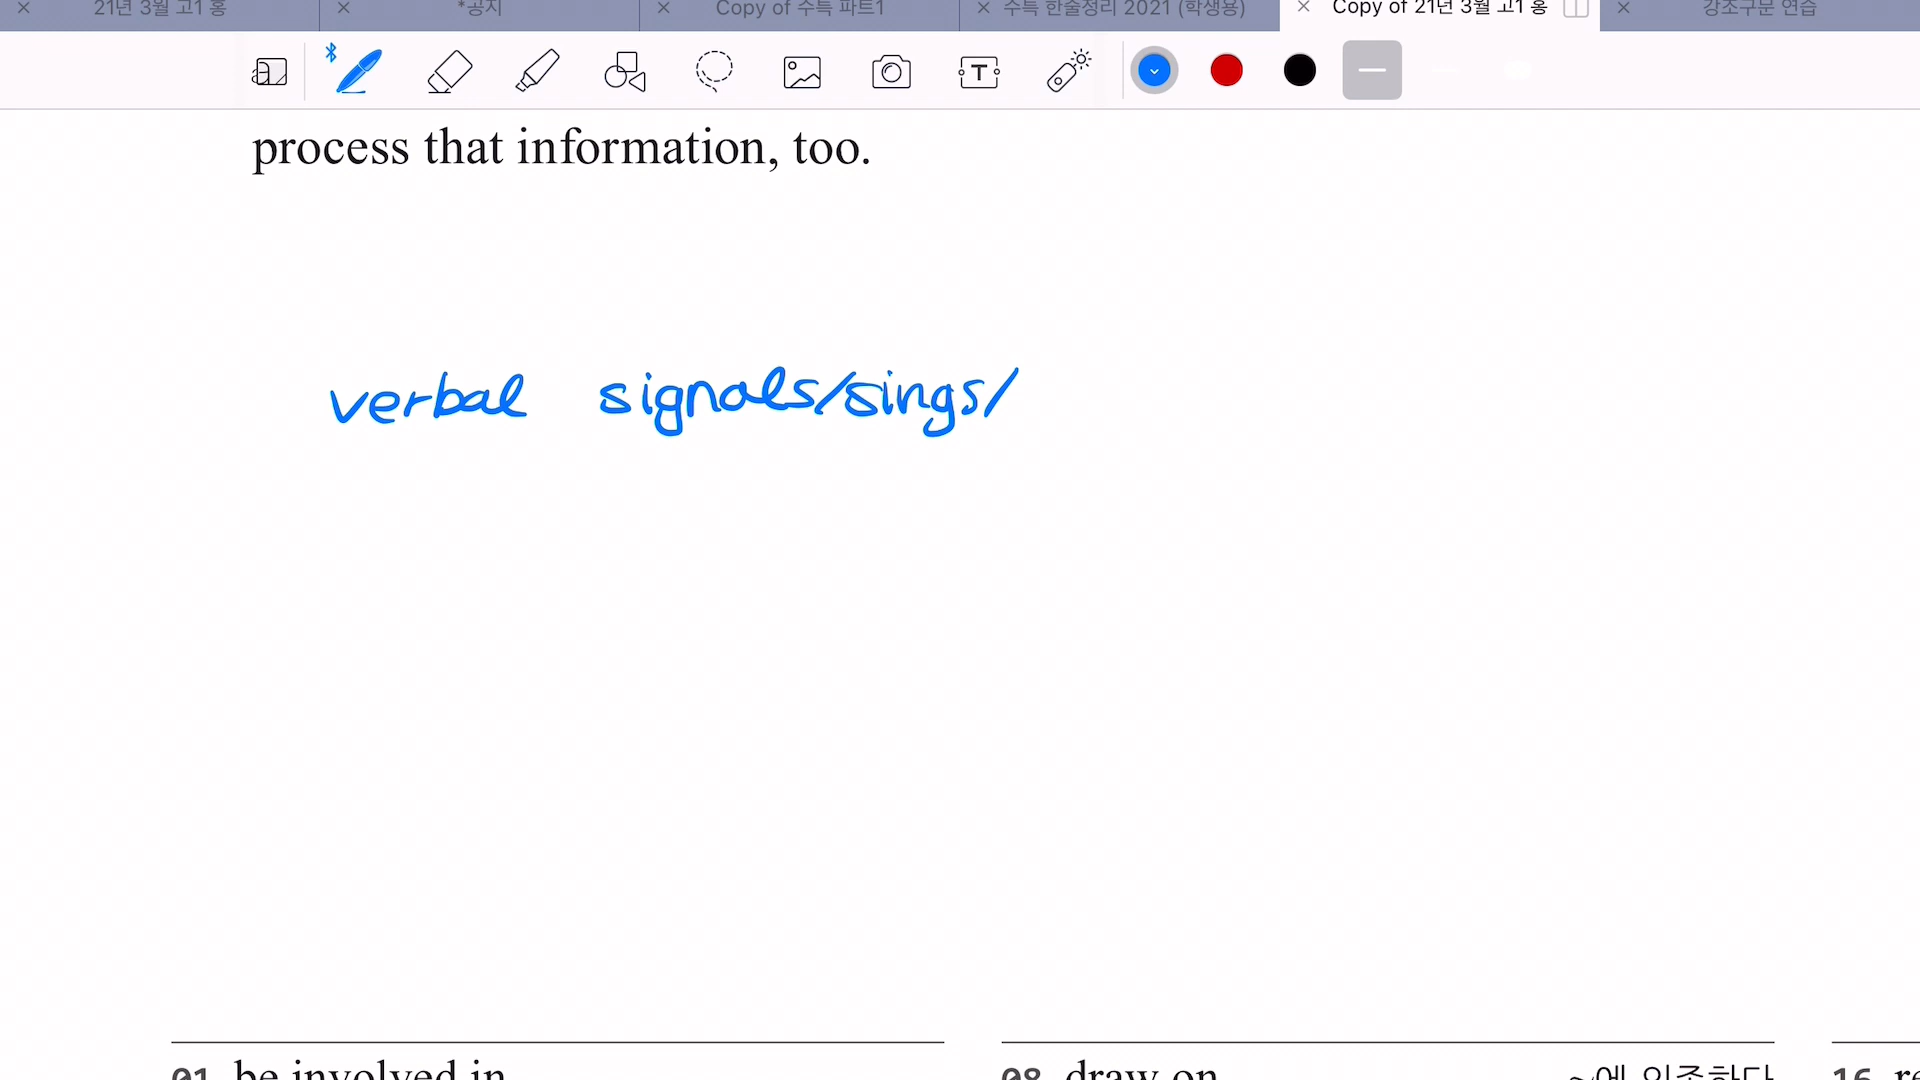 21년 3월 고1 홍 *공지 Copy of 수특 파트1 수특 한술정리 2021 (학생용) Copy of 21년 3월 고1 홍 강조구문 연습
process that information, too.
verbal signals/sings/
01 be involved in 08 draw on ~에 의존하다 16